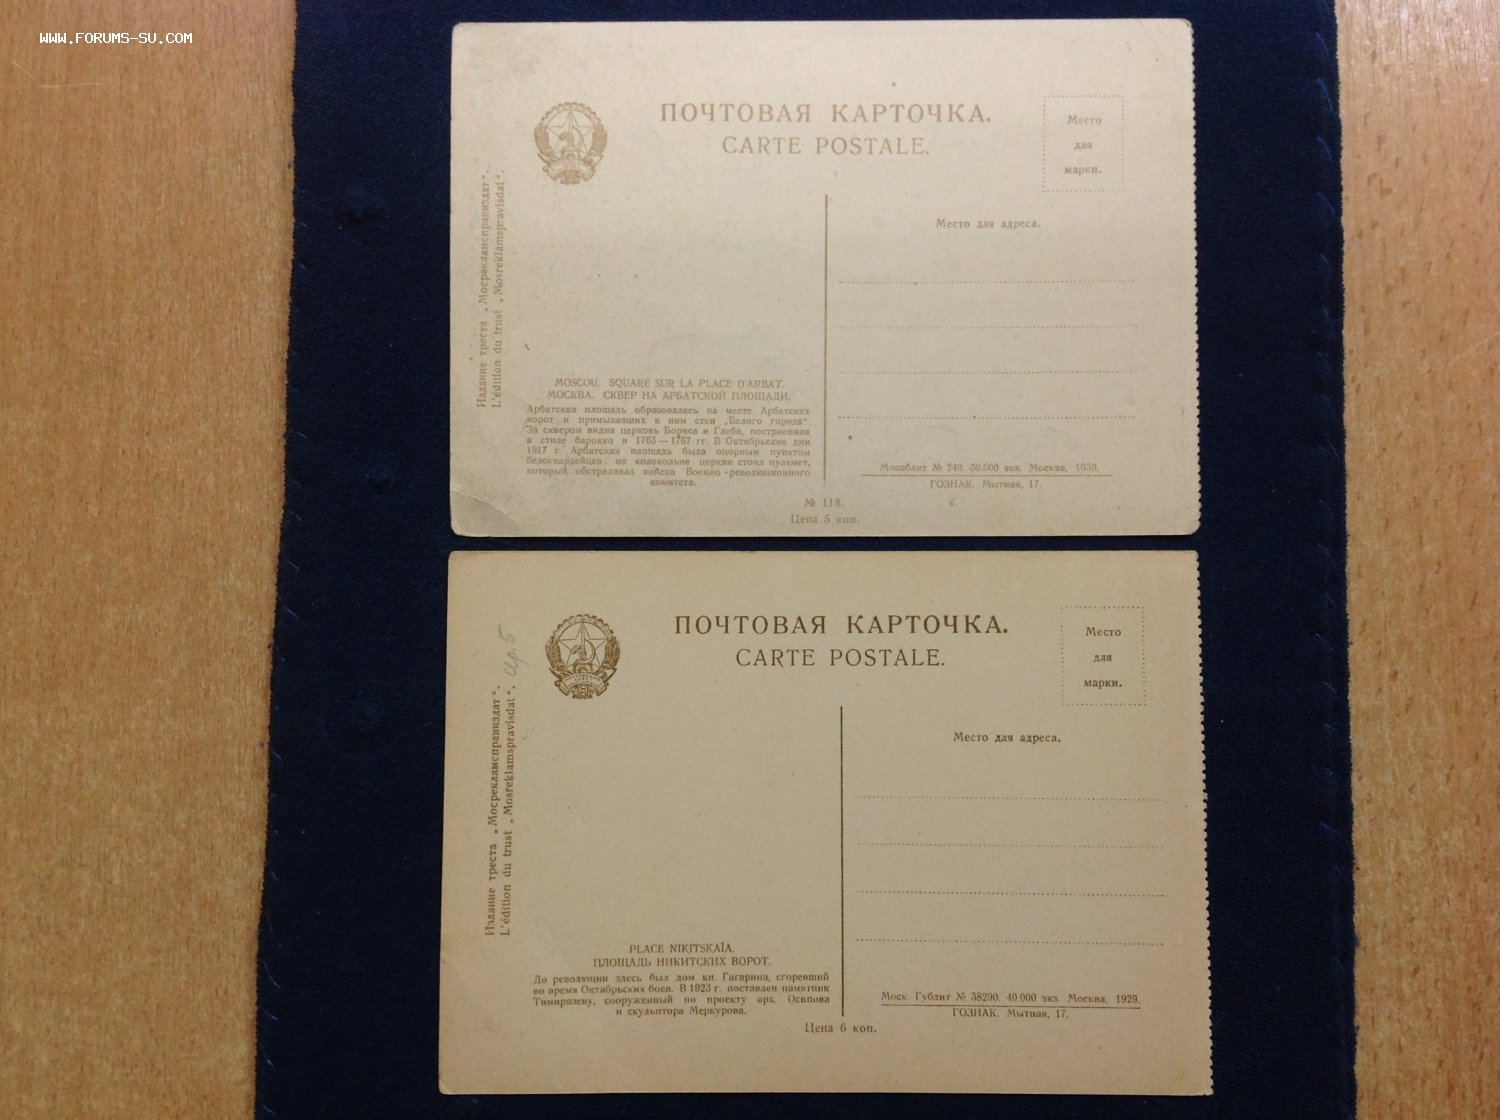 WWW.FORUMS-SU.COM
ПОЧТОВАЯ КАРТОЧКА.
CARTE POSTALE.
Место
для
марки.
Издание треста „Мосрекламсправиздат“.
L'édition du trust „Mosreklamspravisdat“.
Место для адреса.
MOSCOU. SQUARE SUR LA PLACE D'ARBAT.
МОСКВА. СКВЕР НА АРБАТСКОЙ ПЛОЩАДИ.
Арбатская площадь образовалась на месте Арбатских
ворот и примыкавших к ним стен „Белого города“.
За сквером видна церковь Бориса и Глеба, построенная
в стиле барокко в 1763—1767 гг. В Октябрьские дни
1917 г Арбатская площадь была опорным пунктом
белогвардейцев: на колокольне церкви стоял пулемет,
который обстреливал войска Военно-революционного
комитета.
Мособлит № 240. 50.000 экз. Москва, 1930.
ГОЗНАК. Мытная, 17.
№ 118.
Цена 5 коп.
ПОЧТОВАЯ КАРТОЧКА.
CARTE POSTALE.
Место
для
марки.
Издание треста „Мосрекламсправиздат“.
L'édition du trust „Mosreklamspravisdat“.
Место для адреса.
PLACE NIKITSKAÏA.
ПЛОЩАДЬ НИКИТСКИХ ВОРОТ.
До революции здесь был дом кн. Гагарина, сгоревший
во время Октябрьских боев. В 1923 г. поставлен памятник
Тимирязеву, сооруженный по проекту арх. Осипова
и скульптора Меркурова.
Моск. Гублит № 38290. 40.000 экз. Москва, 1929.
ГОЗНАК. Мытная, 17.
Цена 6 коп.